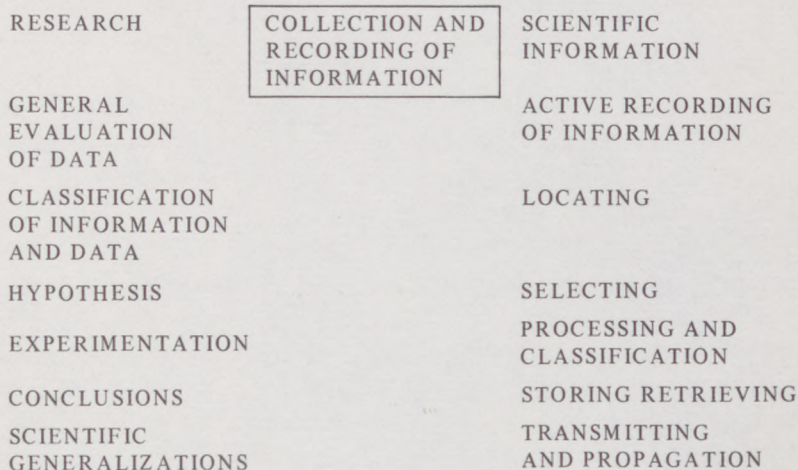 RESEARCH
COLLECTION AND
RECORDING OF
INFORMATION
SCIENTIFIC
INFORMATION
GENERAL
EVALUATION
OF DATA
ACTIVE RECORDING
OF INFORMATION
CLASSIFICATION
OF INFORMATION
AND DATA
LOCATING
HYPOTHESIS
SELECTING
EXPERIMENTATION
PROCESSING AND
CLASSIFICATION
CONCLUSIONS
STORING RETRIEVING
SCIENTIFIC
GENERALIZATIONS
TRANSMITTING
AND PROPAGATION